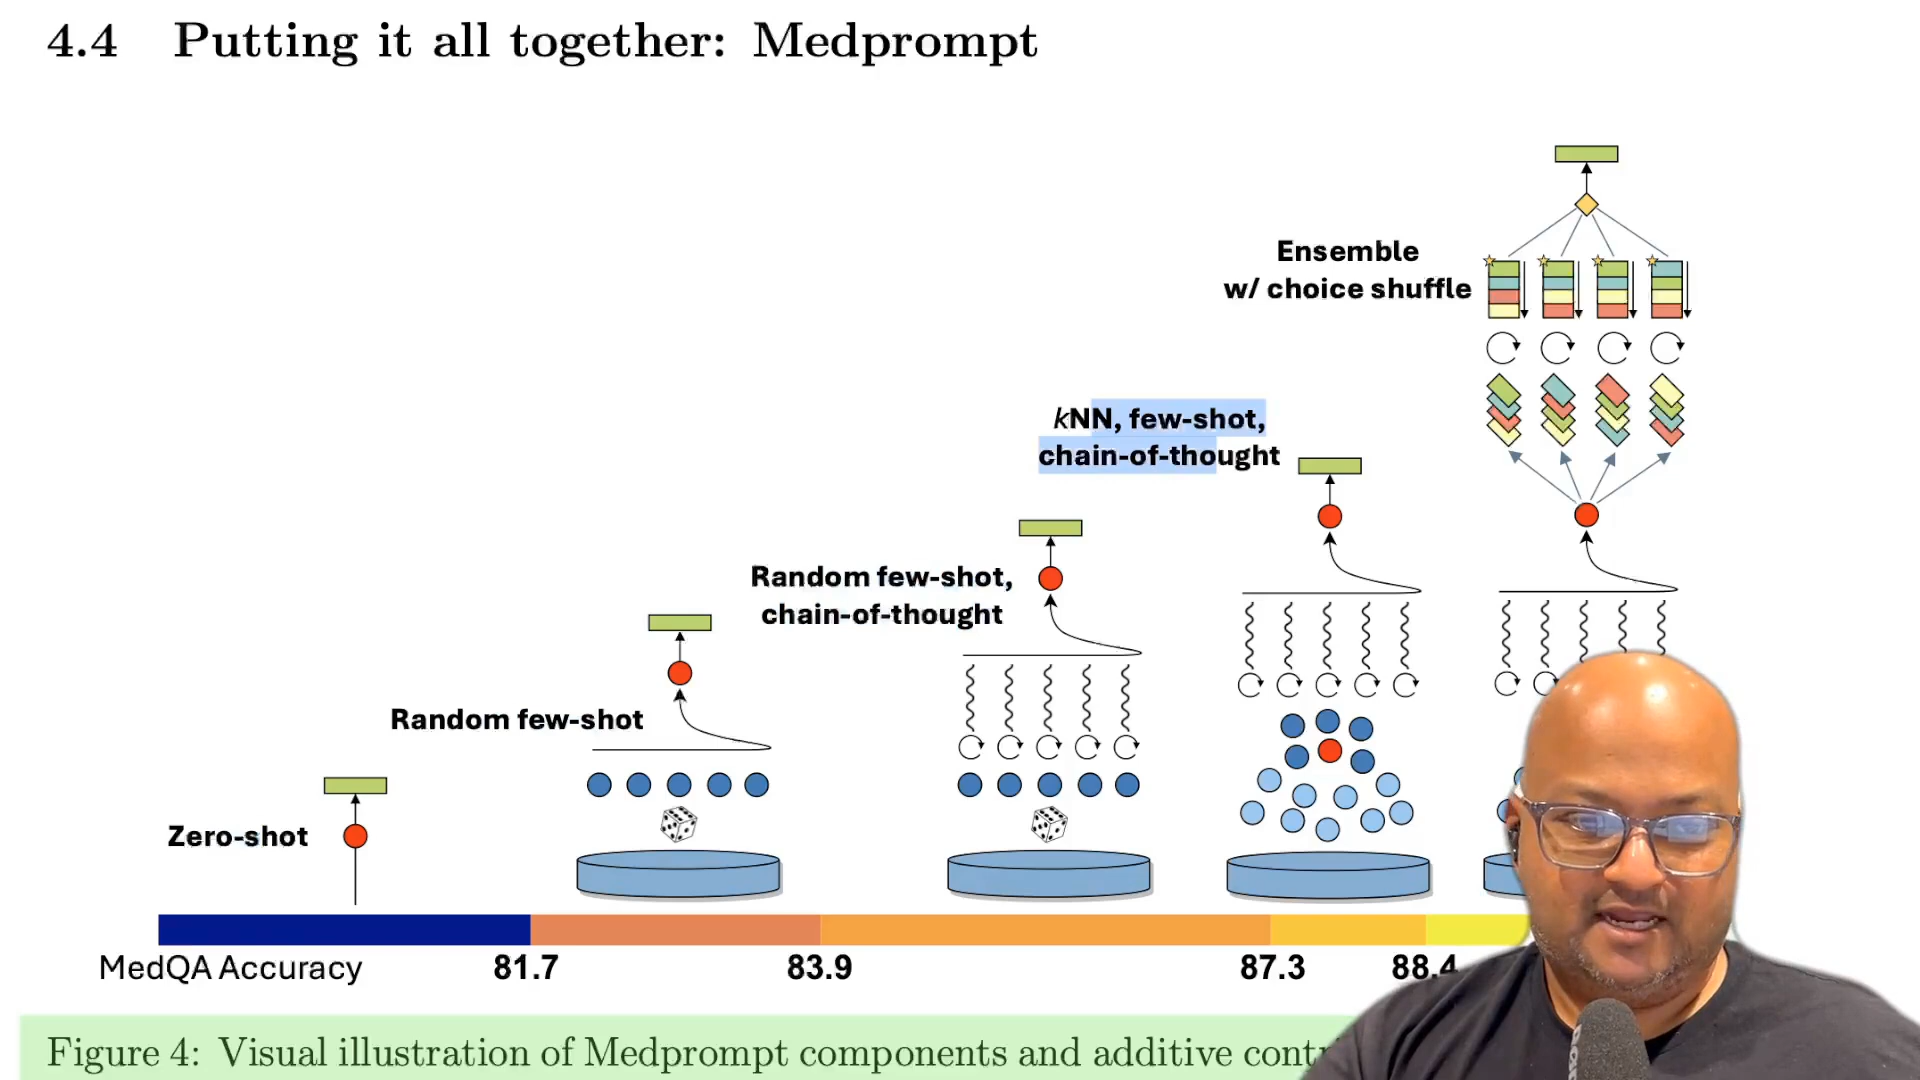 4.4 Putting it all together: Medprompt
Ensemble
w/ choice shuffle
kNN, few-shot,
chain-of-thought
Random few-shot,
chain-of-thought
Random few-shot
Zero-shot
MedQA Accuracy 81.7 83.9 87.3 88.4
Figure 4: Visual illustration of Medprompt components and additive